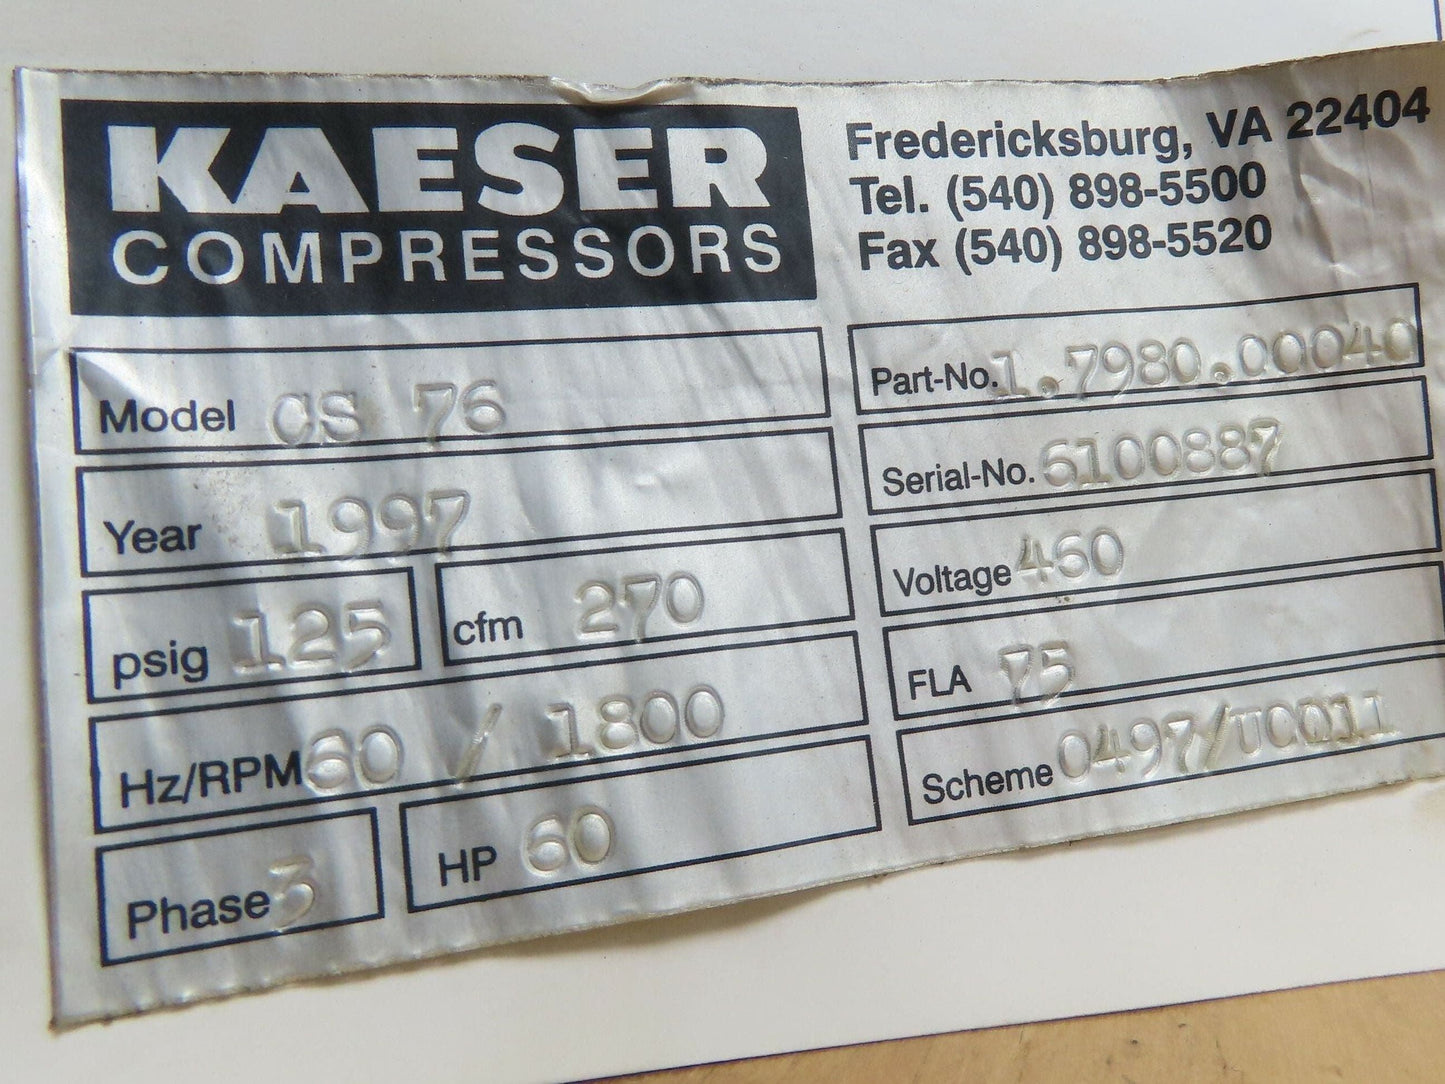 KAESER
COMPRESSORS
Fredericksburg, VA 22404
Tel. (540) 898-5500
Fax (540) 898-5520
Model CS 76
Year 1997
psig 125 cfm 270
Hz/RPM 60 / 1800
Phase 3 HP 60
Part-No. 1.7980.00040
Serial-No. 6100887
Voltage 460
FLA 75
Scheme 0497/UCQ11